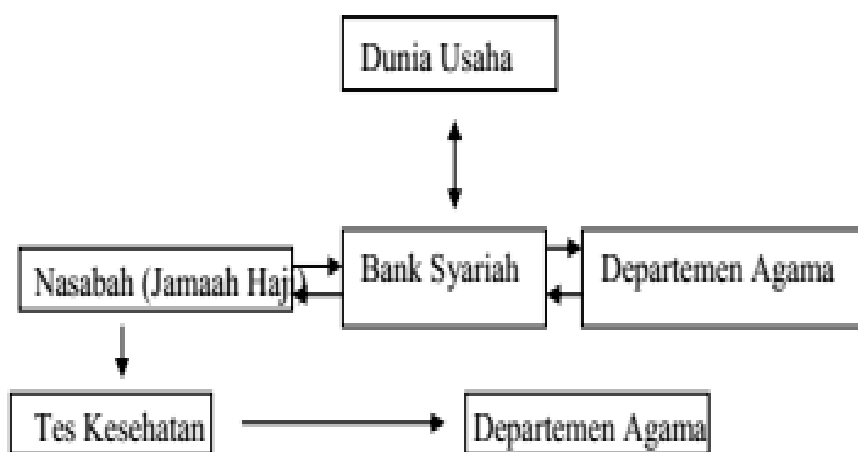 Dunia Usaha
Nasabah (Jamaah Haji)
Bank Syariah
Departemen Agama
Tes Kesehatan
Departemen Agama